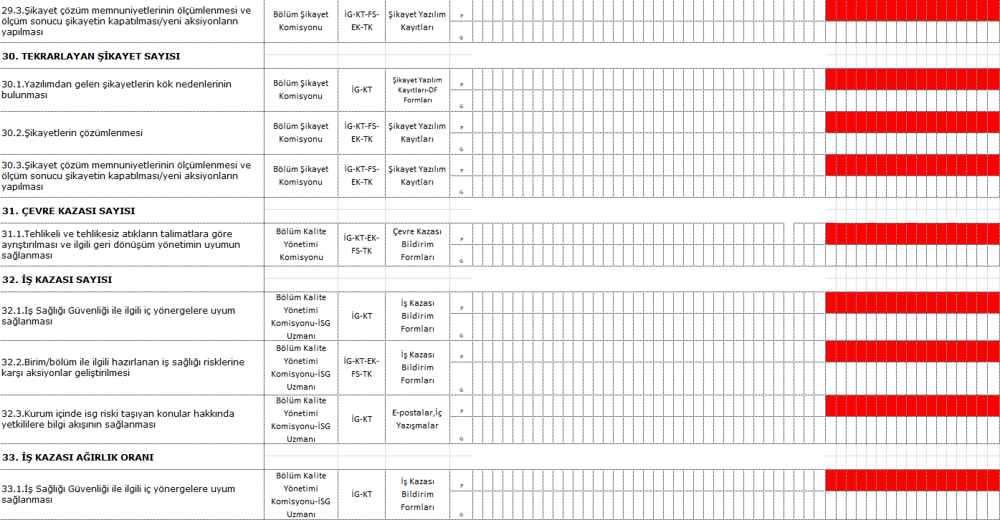 29.3.Şikayet çözüm memnuniyetlerinin ölçümlenmesi ve
ölçüm sonucu şikayetin kapatılması/yeni aksiyonların
yapılması
Bölüm Şikayet
Komisyonu
İG-KT-FS-
EK-TK
Şikayet Yazılım
Kayıtları
P
G
30. TEKRARLAYAN ŞİKAYET SAYISI
30.1.Yazılımdan gelen şikayetlerin kök nedenlerinin
bulunması
Bölüm Şikayet
Komisyonu
İG-KT
Şikayet Yazılım
Kayıtları-DF
Formları
P
G
30.2.Şikayetlerin çözümlenmesi
Bölüm Şikayet
Komisyonu
İG-KT-FS-
EK-TK
Şikayet Yazılım
Kayıtları
P
G
30.3.Şikayet çözüm memnuniyetlerinin ölçümlenmesi ve
ölçüm sonucu şikayetin kapatılması/yeni aksiyonların
yapılması
Bölüm Şikayet
Komisyonu
İG-KT-FS-
EK-TK
Şikayet Yazılım
Kayıtları
P
G
31. ÇEVRE KAZASI SAYISI
31.1.Tehlikeli ve tehlikesiz atıkların talimatlara göre
ayrıştırılması ve ilgili geri dönüşüm yönetimin uyumun
sağlanması
Bölüm Kalite
Yönetimi
Komisyonu
İG-KT-EK-
FS-TK
Çevre Kazası
Bildirim
Formları
P
G
32. İŞ KAZASI SAYISI
32.1.İş Sağlığı Güvenliği ile ilgili iç yönergelere uyum
sağlanması
Bölüm Kalite
Yönetimi
Komisyonu-İSG
Uzmanı
İG-KT
İş Kazası
Bildirim
Formları
P
G
32.2.Birim/bölüm ile ilgili hazırlanan iş sağlığı risklerine
karşı aksiyonlar geliştirilmesi
Bölüm Kalite
Yönetimi
Komisyonu-İSG
Uzmanı
İG-KT-EK-
FS-TK
İş Kazası
Bildirim
Formları
P
G
32.3.Kurum içinde isg riski taşıyan konular hakkında
yetkililere bilgi akışının sağlanması
Bölüm Kalite
Yönetimi
Komisyonu-İSG
Uzmanı
İG-KT
E-postalar,İç
Yazışmalar
P
G
33. İŞ KAZASI AĞIRLIK ORANI
33.1.İş Sağlığı Güvenliği ile ilgili iç yönergelere uyum
sağlanması
Bölüm Kalite
Yönetimi
Komisyonu-İSG
Uzmanı
İG-KT
İş Kazası
Bildirim
Formları
P
G